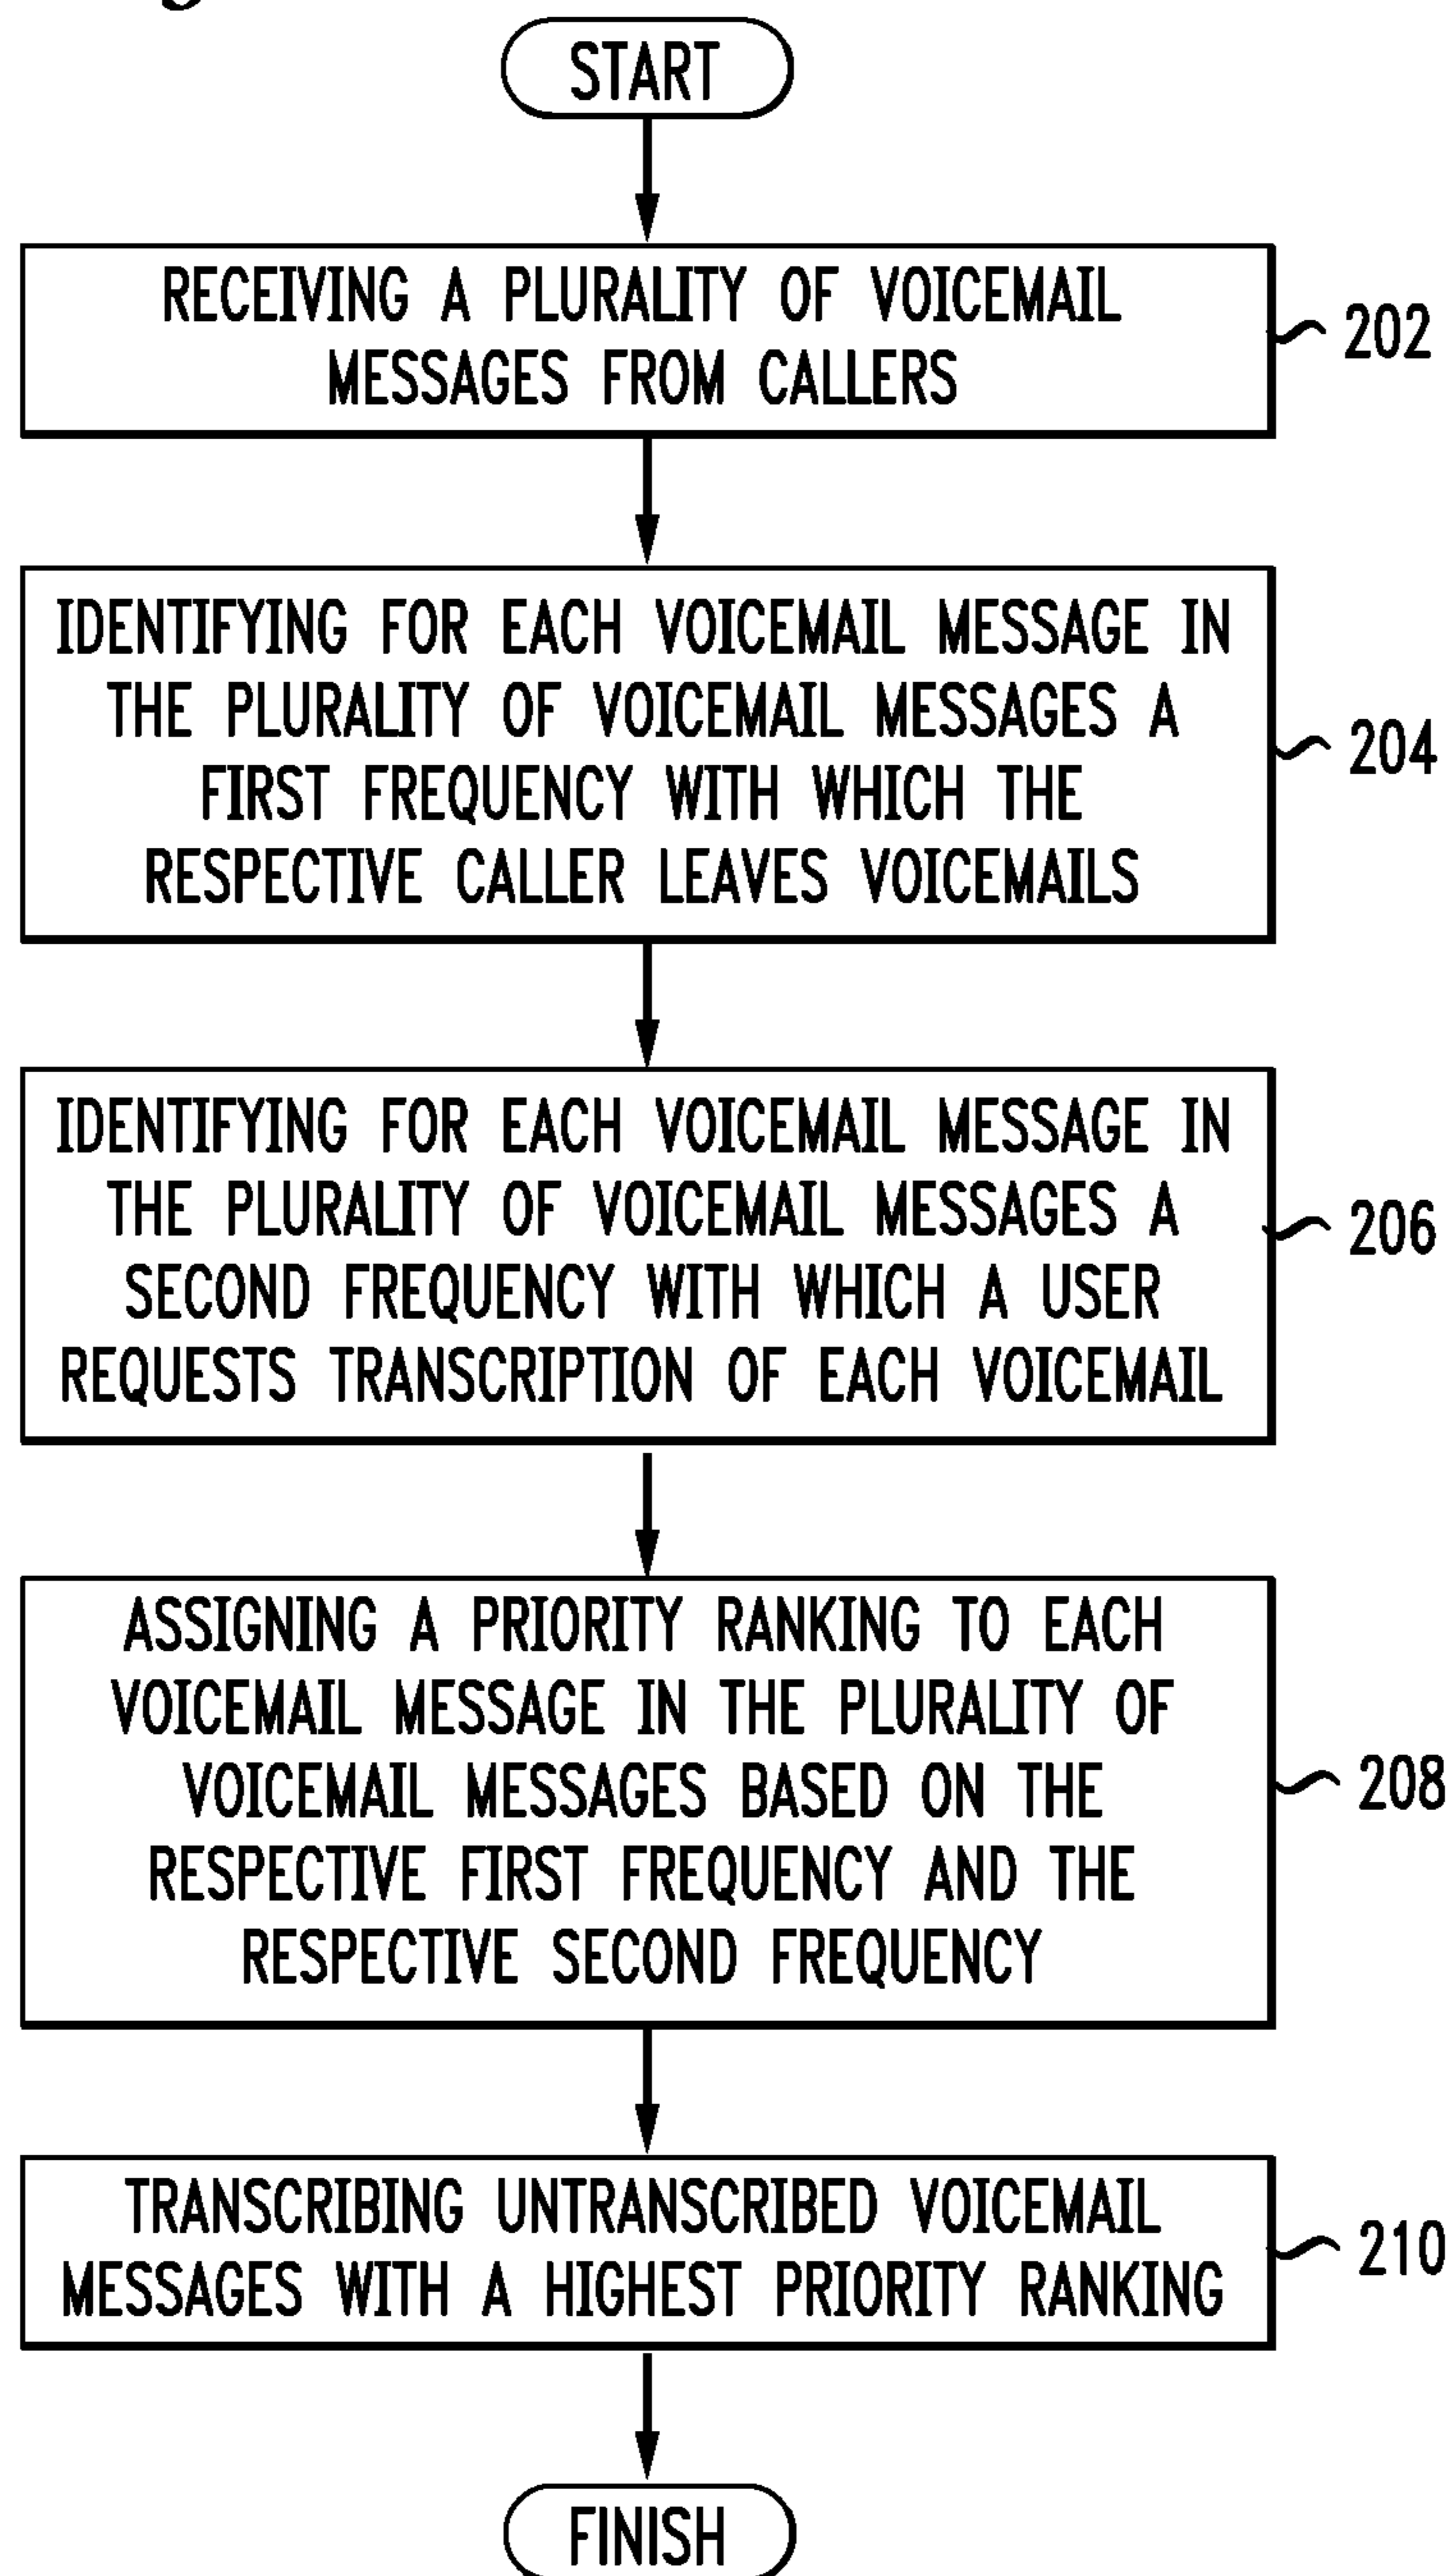 START
RECEIVING A PLURALITY OF VOICEMAIL
MESSAGES FROM CALLERS
202
IDENTIFYING FOR EACH VOICEMAIL MESSAGE IN
THE PLURALITY OF VOICEMAIL MESSAGES A
FIRST FREQUENCY WITH WHICH THE
RESPECTIVE CALLER LEAVES VOICEMAILS
204
IDENTIFYING FOR EACH VOICEMAIL MESSAGE IN
THE PLURALITY OF VOICEMAIL MESSAGES A
SECOND FREQUENCY WITH WHICH A USER
REQUESTS TRANSCRIPTION OF EACH VOICEMAIL
206
ASSIGNING A PRIORITY RANKING TO EACH
VOICEMAIL MESSAGE IN THE PLURALITY OF
VOICEMAIL MESSAGES BASED ON THE
RESPECTIVE FIRST FREQUENCY AND THE
RESPECTIVE SECOND FREQUENCY
208
TRANSCRIBING UNTRANSCRIBED VOICEMAIL
MESSAGES WITH A HIGHEST PRIORITY RANKING
210
FINISH